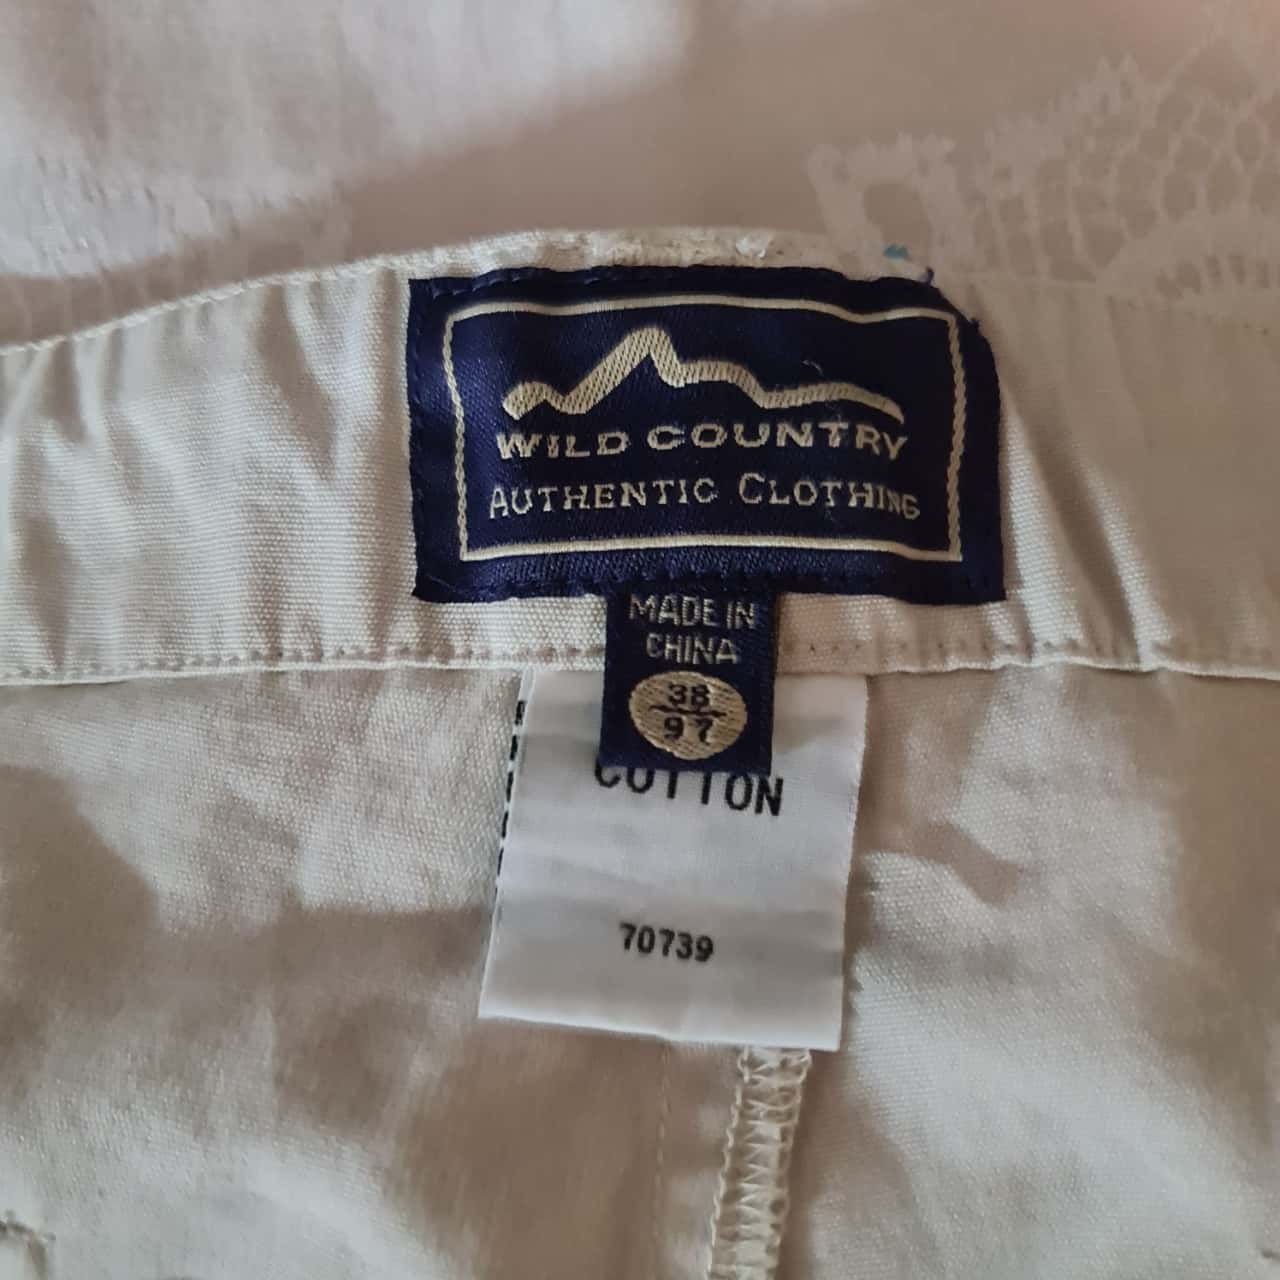 WILD COUNTRY
AUTHENTIC CLOTHING
MADE IN
CHINA
38
97
COTTON
70739